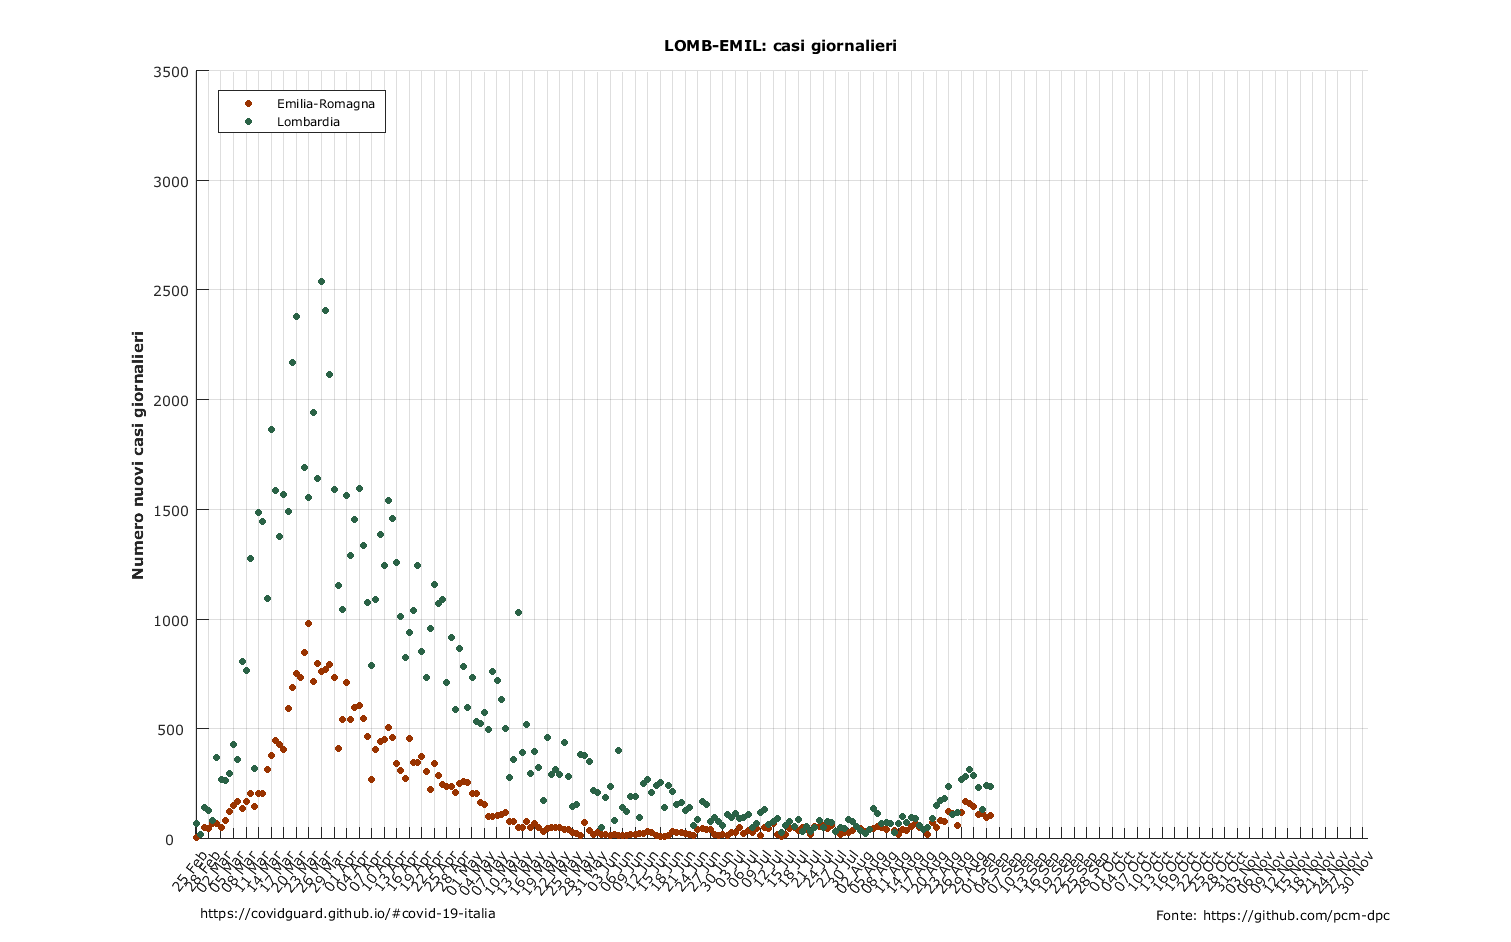 LOMB-EMIL: casi giornalieri
3500
3000
2500
2000
1500
1000
500
0
Numero nuovi casi giornalieri
Emilia-Romagna
Lombardia
25 Feb
28 Feb
02 Mar
05 Mar
08 Mar
11 Mar
14 Mar
17 Mar
20 Mar
23 Mar
26 Mar
29 Mar
01 Apr
04 Apr
07 Apr
10 Apr
13 Apr
16 Apr
19 Apr
22 Apr
25 Apr
28 Apr
01 May
04 May
07 May
10 May
13 May
16 May
19 May
22 May
25 May
28 May
31 May
03 Jun
06 Jun
09 Jun
12 Jun
15 Jun
18 Jun
21 Jun
24 Jun
27 Jun
30 Jun
03 Jul
06 Jul
09 Jul
12 Jul
15 Jul
18 Jul
21 Jul
24 Jul
27 Jul
30 Jul
02 Aug
05 Aug
08 Aug
11 Aug
14 Aug
17 Aug
20 Aug
23 Aug
26 Aug
29 Aug
01 Sep
04 Sep
07 Sep
10 Sep
13 Sep
16 Sep
19 Sep
22 Sep
25 Sep
28 Sep
01 Oct
04 Oct
07 Oct
10 Oct
13 Oct
16 Oct
19 Oct
22 Oct
25 Oct
28 Oct
31 Oct
03 Nov
06 Nov
09 Nov
12 Nov
15 Nov
18 Nov
21 Nov
24 Nov
27 Nov
30 Nov
https://covidguard.github.io/#covid-19-italia
Fonte: https://github.com/pcm-dpc